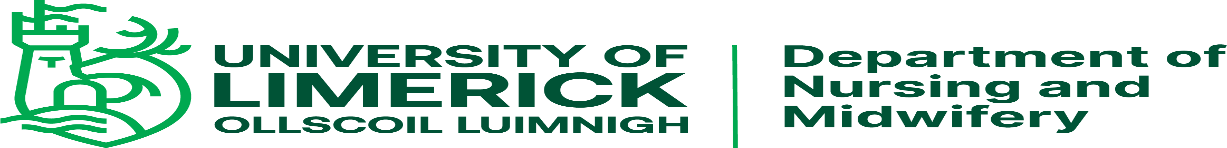 UNIVERSITY OF
LIMERICK
OLLSCOIL LUIMNIGH
Department of
Nursing and
Midwifery